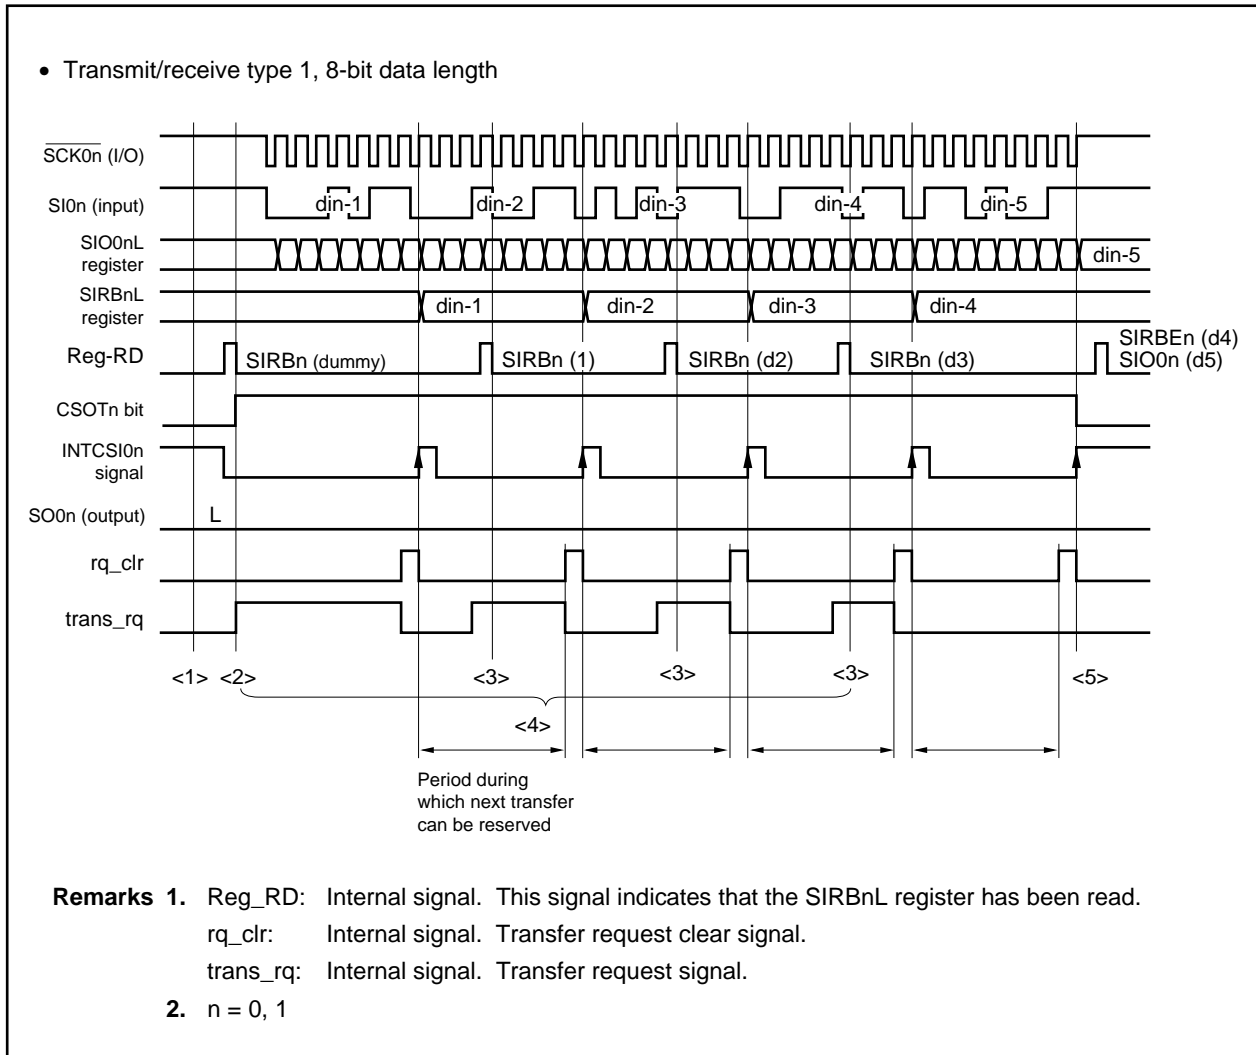 • Transmit/receive type 1, 8-bit data length
SCK0n (I/O)
SI0n (input)
din-1
din-2
din-3
din-4
din-5
SIO0nL
register
din-5
SIRBnL
register
din-1
din-2
din-3
din-4
Reg-RD
SIRBn (dummy)
SIRBn (1)
SIRBn (d2)
SIRBn (d3)
SIRBEn (d4)
SIO0n (d5)
CSOTn bit
INTCSI0n
signal
SO0n (output)
L
rq_clr
trans_rq
<1> <2> <3> <3> <3> <5>
<4>
Period during
which next transfer
can be reserved
Remarks 1. Reg_RD: Internal signal. This signal indicates that the SIRBnL register has been read.
rq_clr: Internal signal. Transfer request clear signal.
trans_rq: Internal signal. Transfer request signal.
2. n = 0, 1